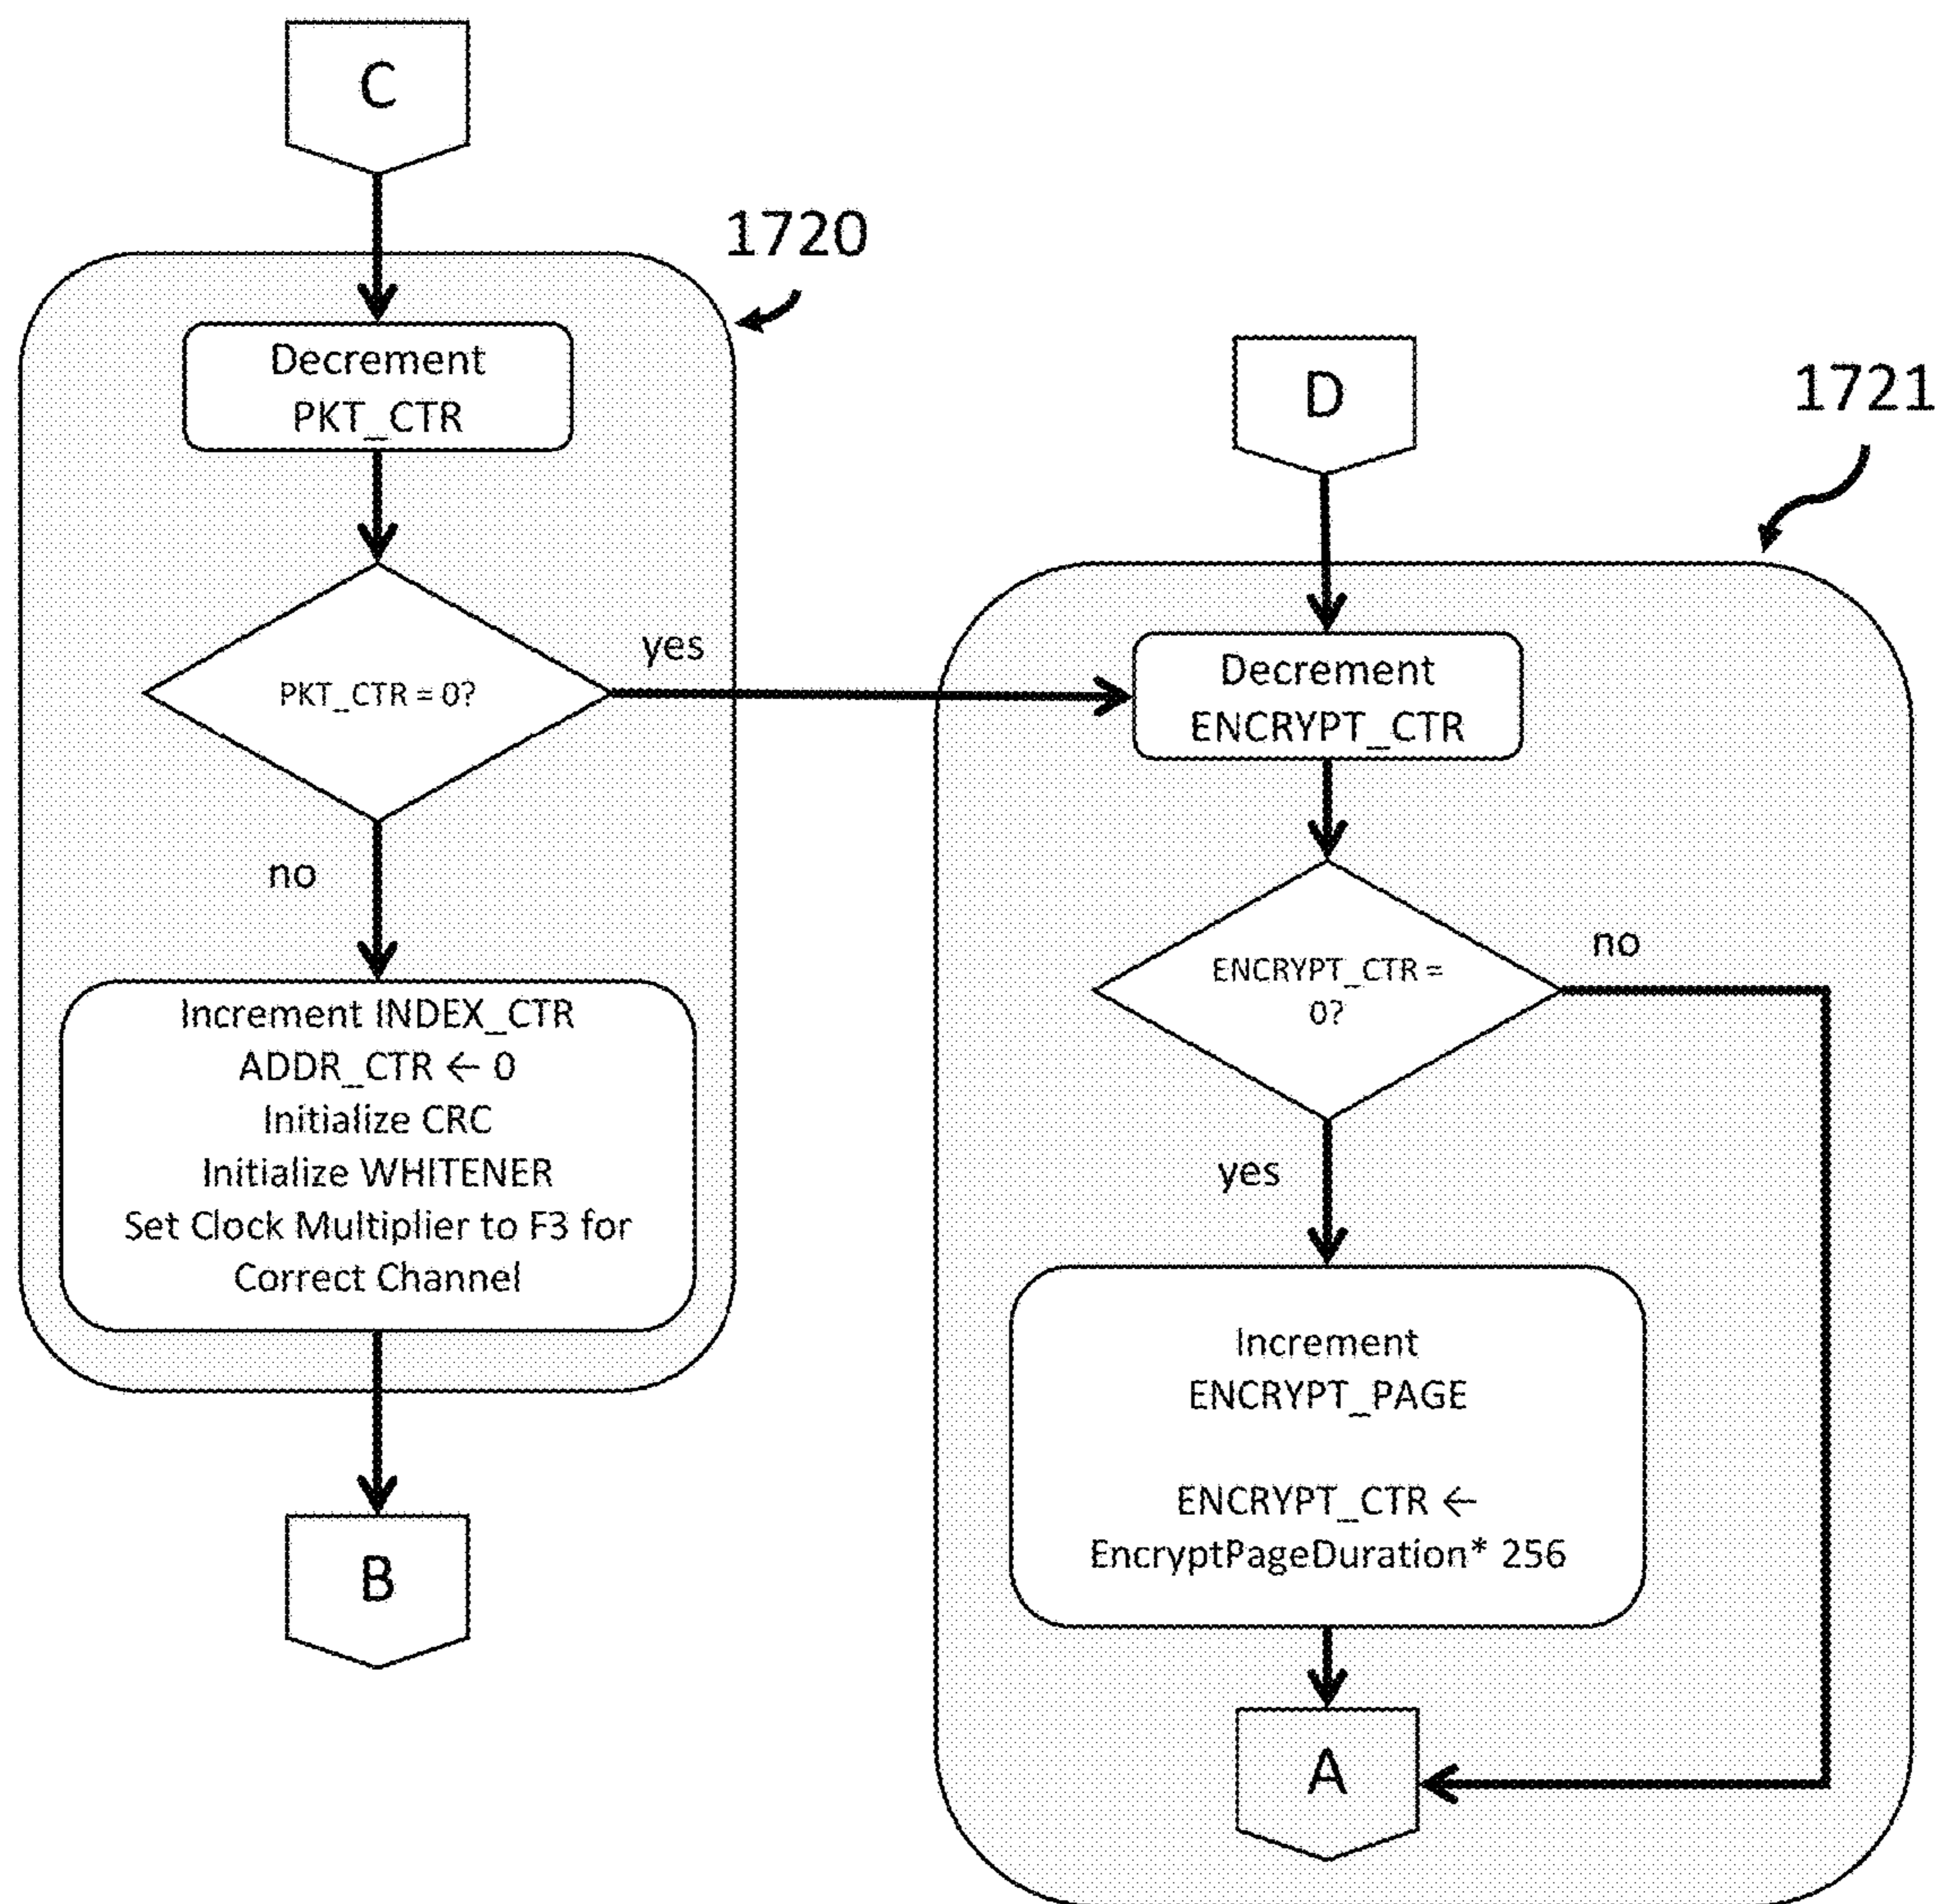 C
1720
Decrement
PKT_CTR
PKT_CTR = 0?
yes
no
Increment INDEX_CTR
ADDR_CTR ← 0
Initialize CRC
Initialize WHITENER
Set Clock Multiplier to F3 for
Correct Channel
B
D
1721
Decrement
ENCRYPT_CTR
ENCRYPT_CTR =
0?
no
yes
Increment
ENCRYPT_PAGE
ENCRYPT_CTR ←
EncryptPageDuration* 256
A